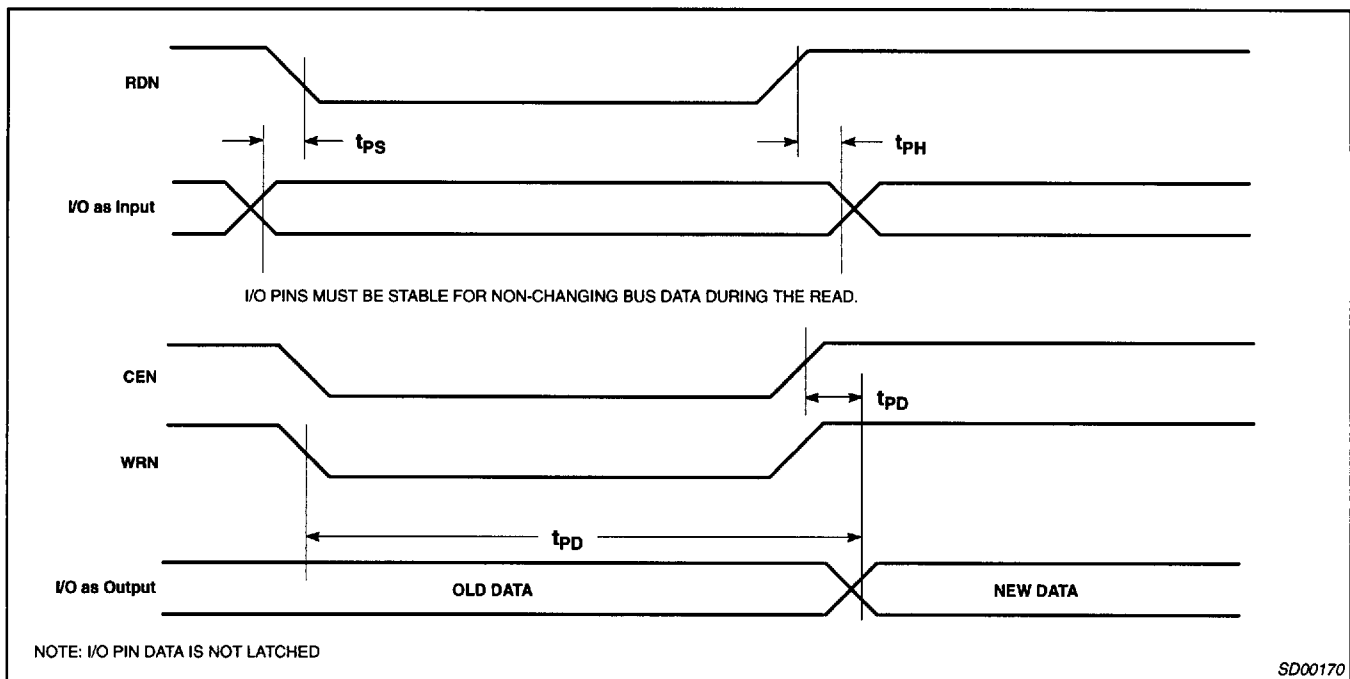 RDN
tPS
tPH
I/O as Input
I/O PINS MUST BE STABLE FOR NON-CHANGING BUS DATA DURING THE READ.
CEN
tPD
WRN
tPD
I/O as Output
OLD DATA
NEW DATA
NOTE: I/O PIN DATA IS NOT LATCHED
SD00170